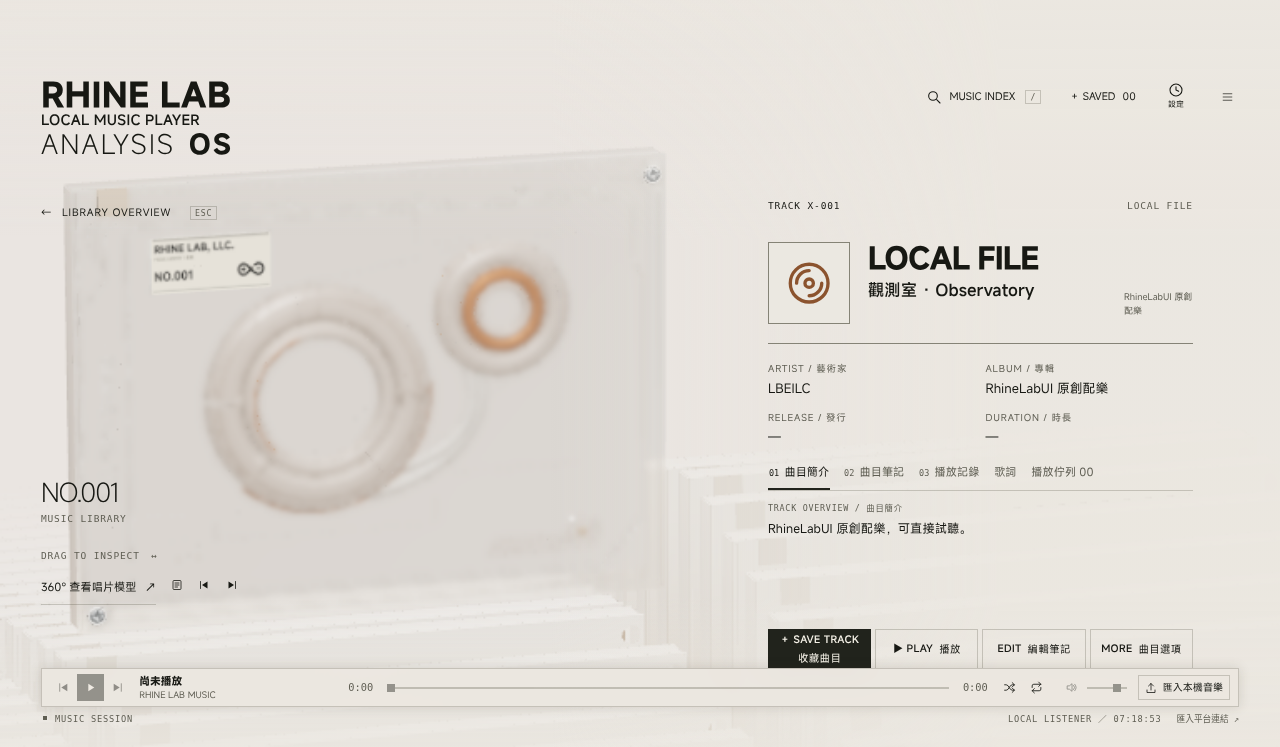 RHINE LAB
LOCAL MUSIC PLAYER
ANALYSIS OS
MUSIC INDEX /
+ SAVED 00
設定
← LIBRARY OVERVIEW ESC
RHINE LAB, LLC.
NO.001
NO.001
MUSIC LIBRARY
DRAG TO INSPECT ↔
360° 查看唱片模型 ↗
TRACK X-001 LOCAL FILE
LOCAL FILE
觀測室・Observatory
RhineLabUI 原創
配樂
ARTIST / 藝術家 ALBUM / 專輯
LBEILC RhineLabUI 原創配樂
RELEASE / 發行 DURATION / 時長
— —
01 曲目簡介 02 曲目筆記 03 播放記錄 歌詞 播放佇列 00
TRACK OVERVIEW / 曲目簡介
RhineLabUI 原創配樂，可直接試聽。
+ SAVE TRACK
收藏曲目
▶ PLAY 播放
EDIT 編輯筆記
MORE 曲目選項
尚未播放
RHINE LAB MUSIC
0:00 0:00
匯入本機音樂
MUSIC SESSION
LOCAL LISTENER ／ 07:18:53 匯入平台連結 ↗